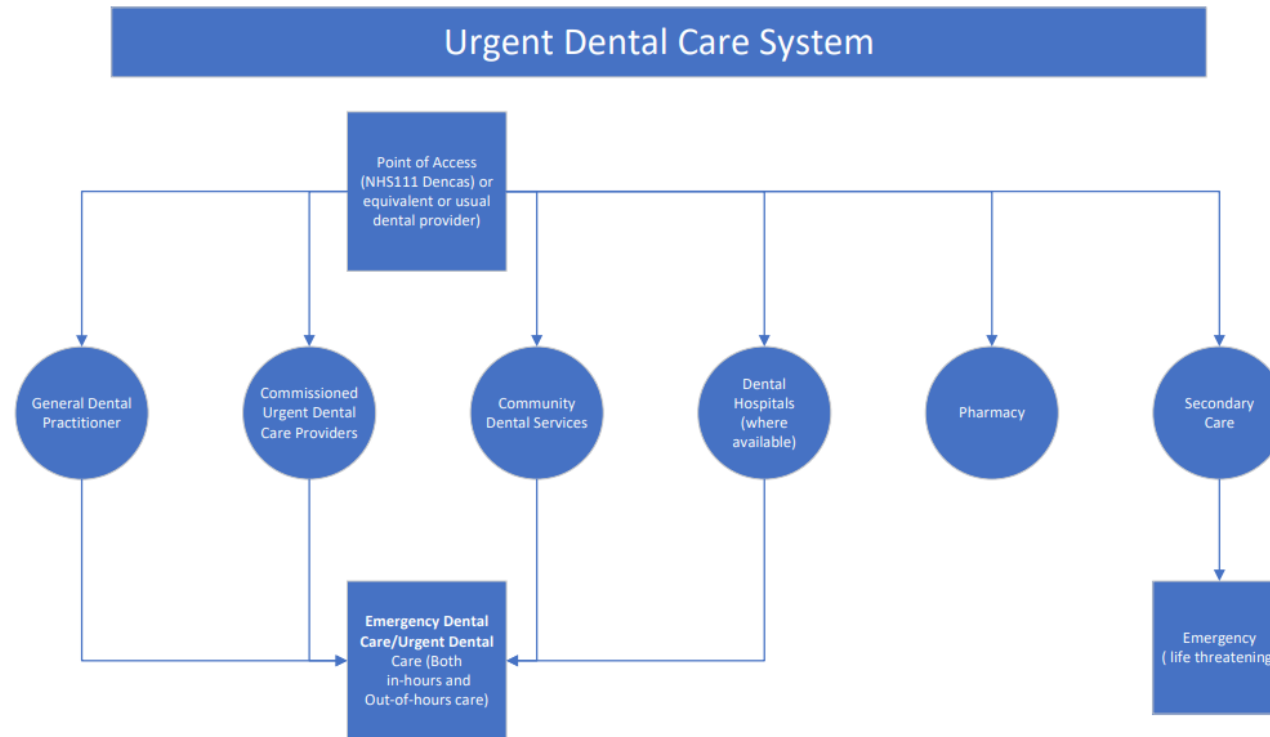 Urgent Dental Care System
Point of Access
(NHS111 Dencas) or
equivalent or usual
dental provider)
General Dental
Practitioner
Commissioned
Urgent Dental
Care Providers
Community
Dental Services
Dental
Hospitals
(where
available)
Pharmacy
Secondary
Care
Emergency Dental
Care/Urgent Dental
Care (Both
in-hours and
Out-of-hours care)
Emergency
( life threatening